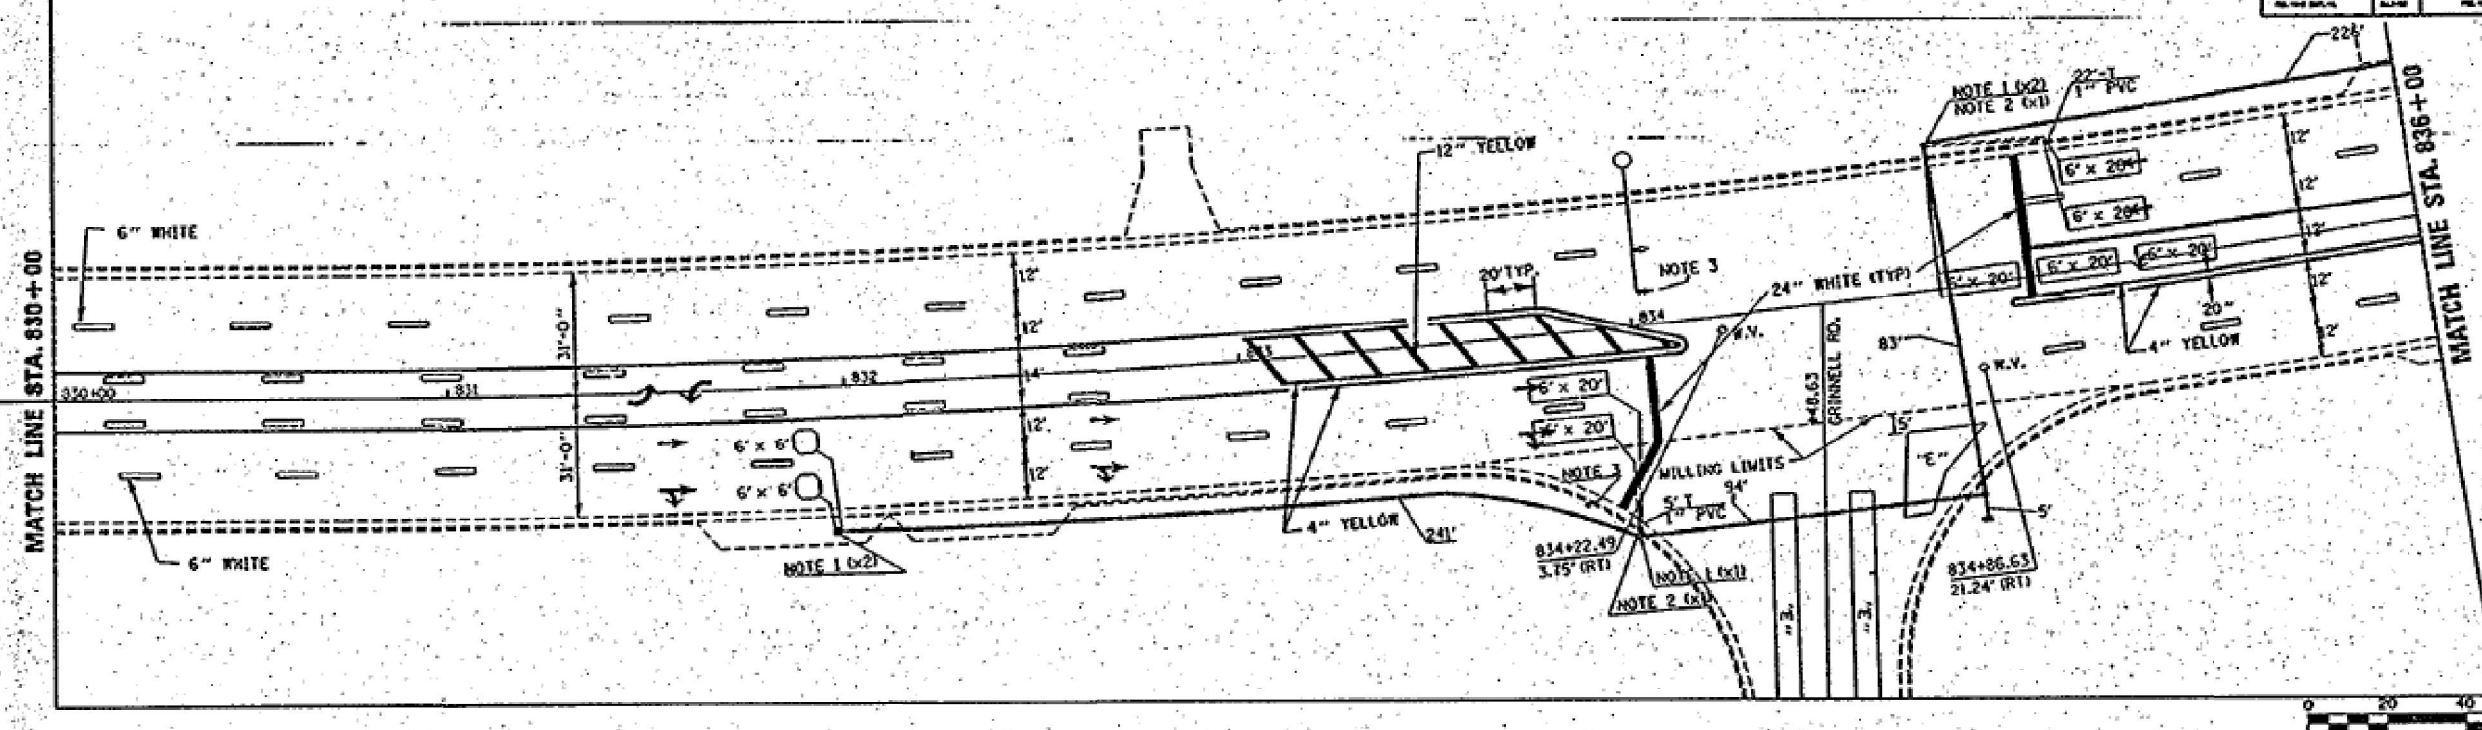 MATCH LINE STA. 830+00
6" WHITE
6" WHITE
830+00
831
832
834
31'-0"
31'-0"
6' x 6'
6' x 6'
NOTE 1 (x2)
12'
12'
14'
12'
12'
12" YELLOW
20' TYP.
NOTE 3
24" WHITE (TYP)
W.V.
6' x 20'
6' x 20'
NOTE 3
MILLING LIMITS
4" YELLOW
241'
5' T
1" PVC
94'
834+22.49
3.75' (RT)
NOTE 1 (x1)
NOTE 2 (x1)
GRINNELL RD.
"3"
"3"
NOTE 1 (x2)
NOTE 2 (x1)
22'-T
1" PVC
6' x 20'
6' x 20'
6' x 20'
6' x 20'
6' x 20'
83'
W.V.
5'
"E"
5'
834+86.63
21.24' (RT)
4" YELLOW
20"
12'
12'
12'
12'
12'
MATCH LINE STA. 836+00
0 20 40